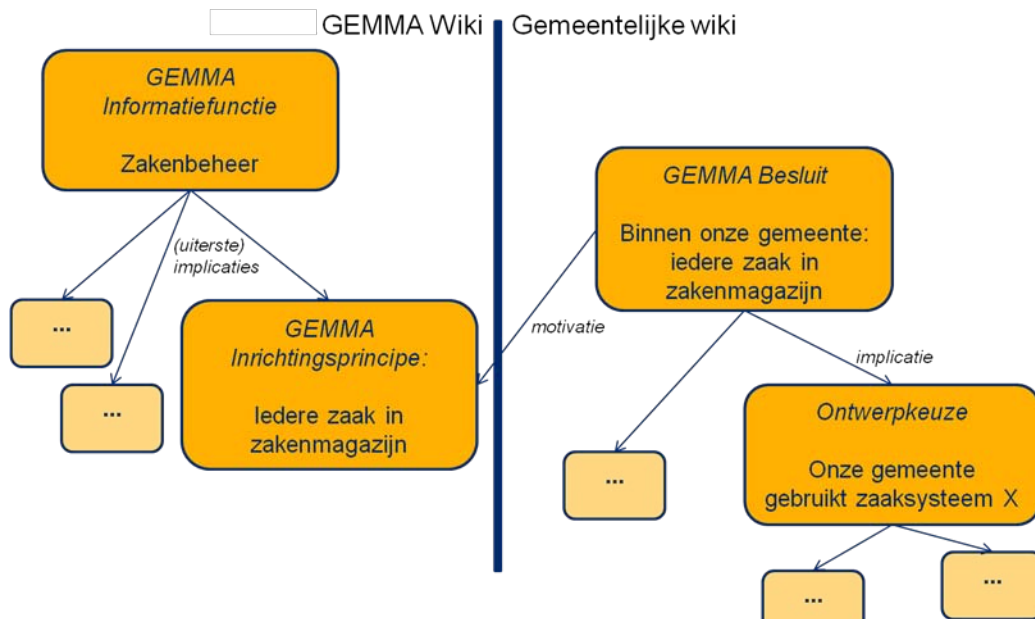 GEMMA Wiki
Gemeentelijke wiki
GEMMA
Informatiefunctie
Zakenbeheer
(uiterste)
implicaties
...
...
GEMMA
Inrichtingsprincipe:
Iedere zaak in
zakenmagazijn
motivatie
GEMMA Besluit
Binnen onze gemeente:
iedere zaak in
zakenmagazijn
implicatie
...
Ontwerpkeuze
Onze gemeente
gebruikt zaaksysteem X
...
...